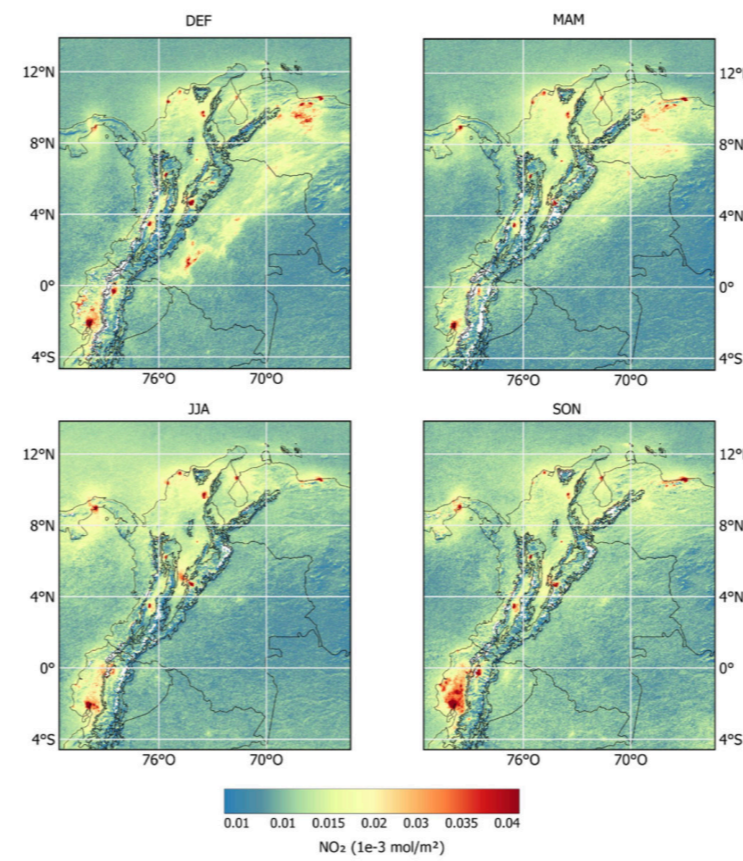 DEF MAM
12°N 12°
8°N 8°N
4°N 4°N
0° 0°
4°S 4°S
76°O 70°O 76°O 70°O
JJA SON
12°N 12°
8°N 8°N
4°N 4°N
0° 0°
4°S 4°S
76°O 70°O 76°O 70°O
0.01 0.01 0.015 0.02 0.03 0.035 0.04
NO₂ (1e-3 mol/m²)